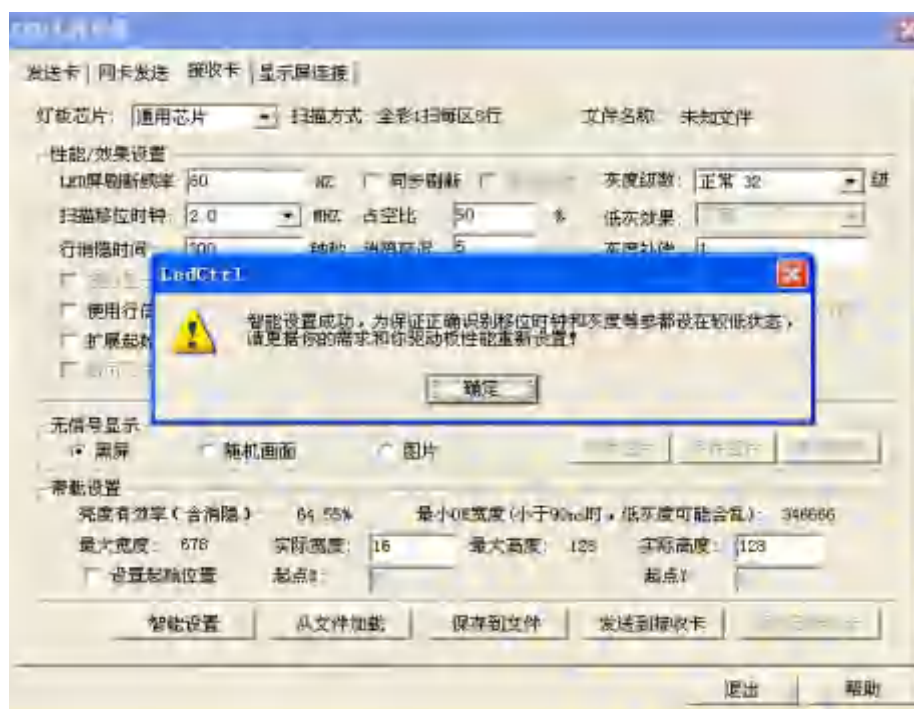 发送卡 网卡发送 接收卡 显示屏连接
灯板芯片: 通用芯片 扫描方式 全彩4扫每区8行 文件名称: 未知文件
性能/效果设置
LED屏刷新频率 60 HZ 同步刷新 灰度级数: 正常 32 级
扫描移位时钟: 2.0 MHZ 占空比 50 % 低灰效果:
行消隐时间 5 灰度补偿 1
LedCtrl
使用行信
扩展起始
智能设置成功，为保证正确识别移位时钟和灰度等参都设在较低状态，
请更据你的需求和你驱动板性能重新设置!
确定
无信号显示
黑屏 随机画面 图片
带载设置
亮度有效率(含消隐) 64.55% 最小OE宽度(小于90ns时，低灰度可能会乱): 346666
最大宽度: 678 实际宽度: 16 最大高度: 128 实际高度: 128
设置起始位置 起点X: 起点Y
智能设置 从文件加载 保存到文件 发送到接收卡
退出 帮助